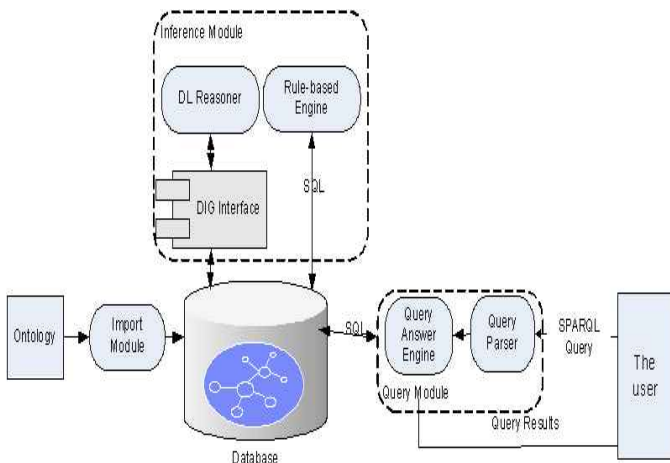 Inference Module
DL Reasoner
Rule-based
Engine
SQL
DIG Interface
Ontology
Import
Module
SQL
Query
Answer
Engine
Query
Parser
SPARQL
Query
The
user
Query Module
Query Results
Database